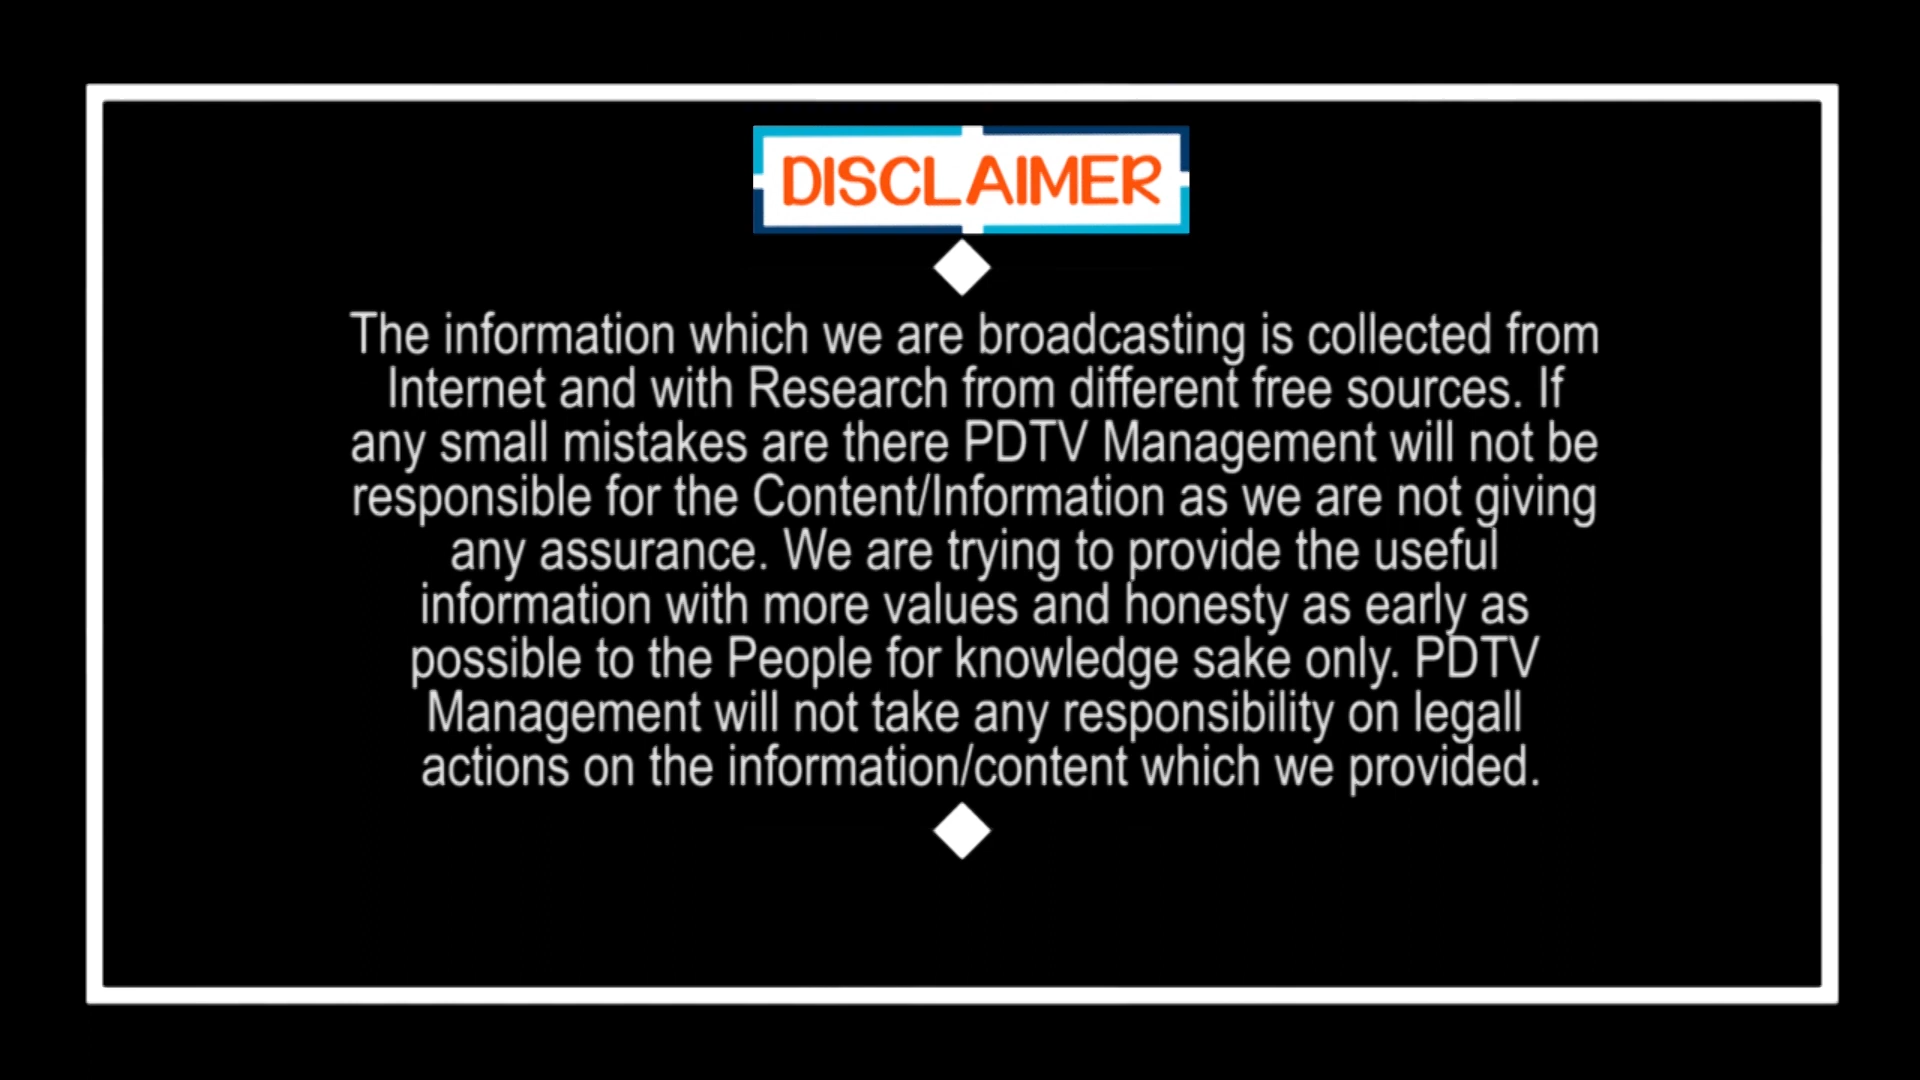 DISCLAIMER
The information which we are broadcasting is collected from
Internet and with Research from different free sources. If
any small mistakes are there PDTV Management will not be
responsible for the Content/Information as we are not giving
any assurance. We are trying to provide the useful
information with more values and honesty as early as
possible to the People for knowledge sake only. PDTV
Management will not take any responsibility on legall
actions on the information/content which we provided.